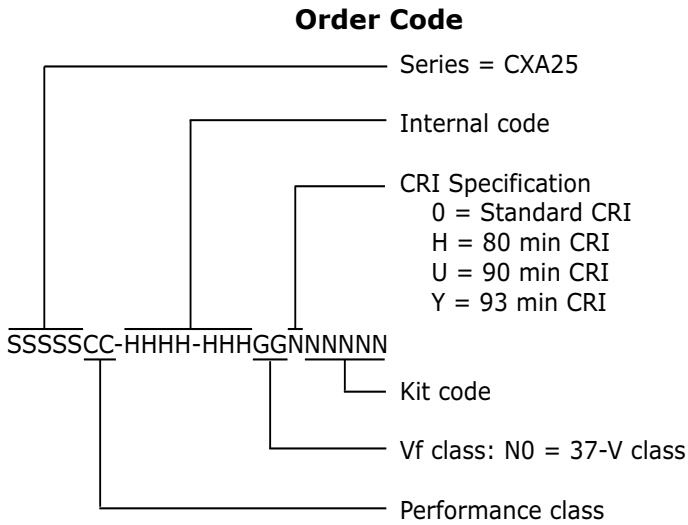 Order Code
Series = CXA25
Internal code
CRI Specification
0 = Standard CRI
H = 80 min CRI
U = 90 min CRI
Y = 93 min CRI
SSSSSCC-HHHH-HHHGGNNNNNN
Kit code
Vf class: N0 = 37-V class
Performance class